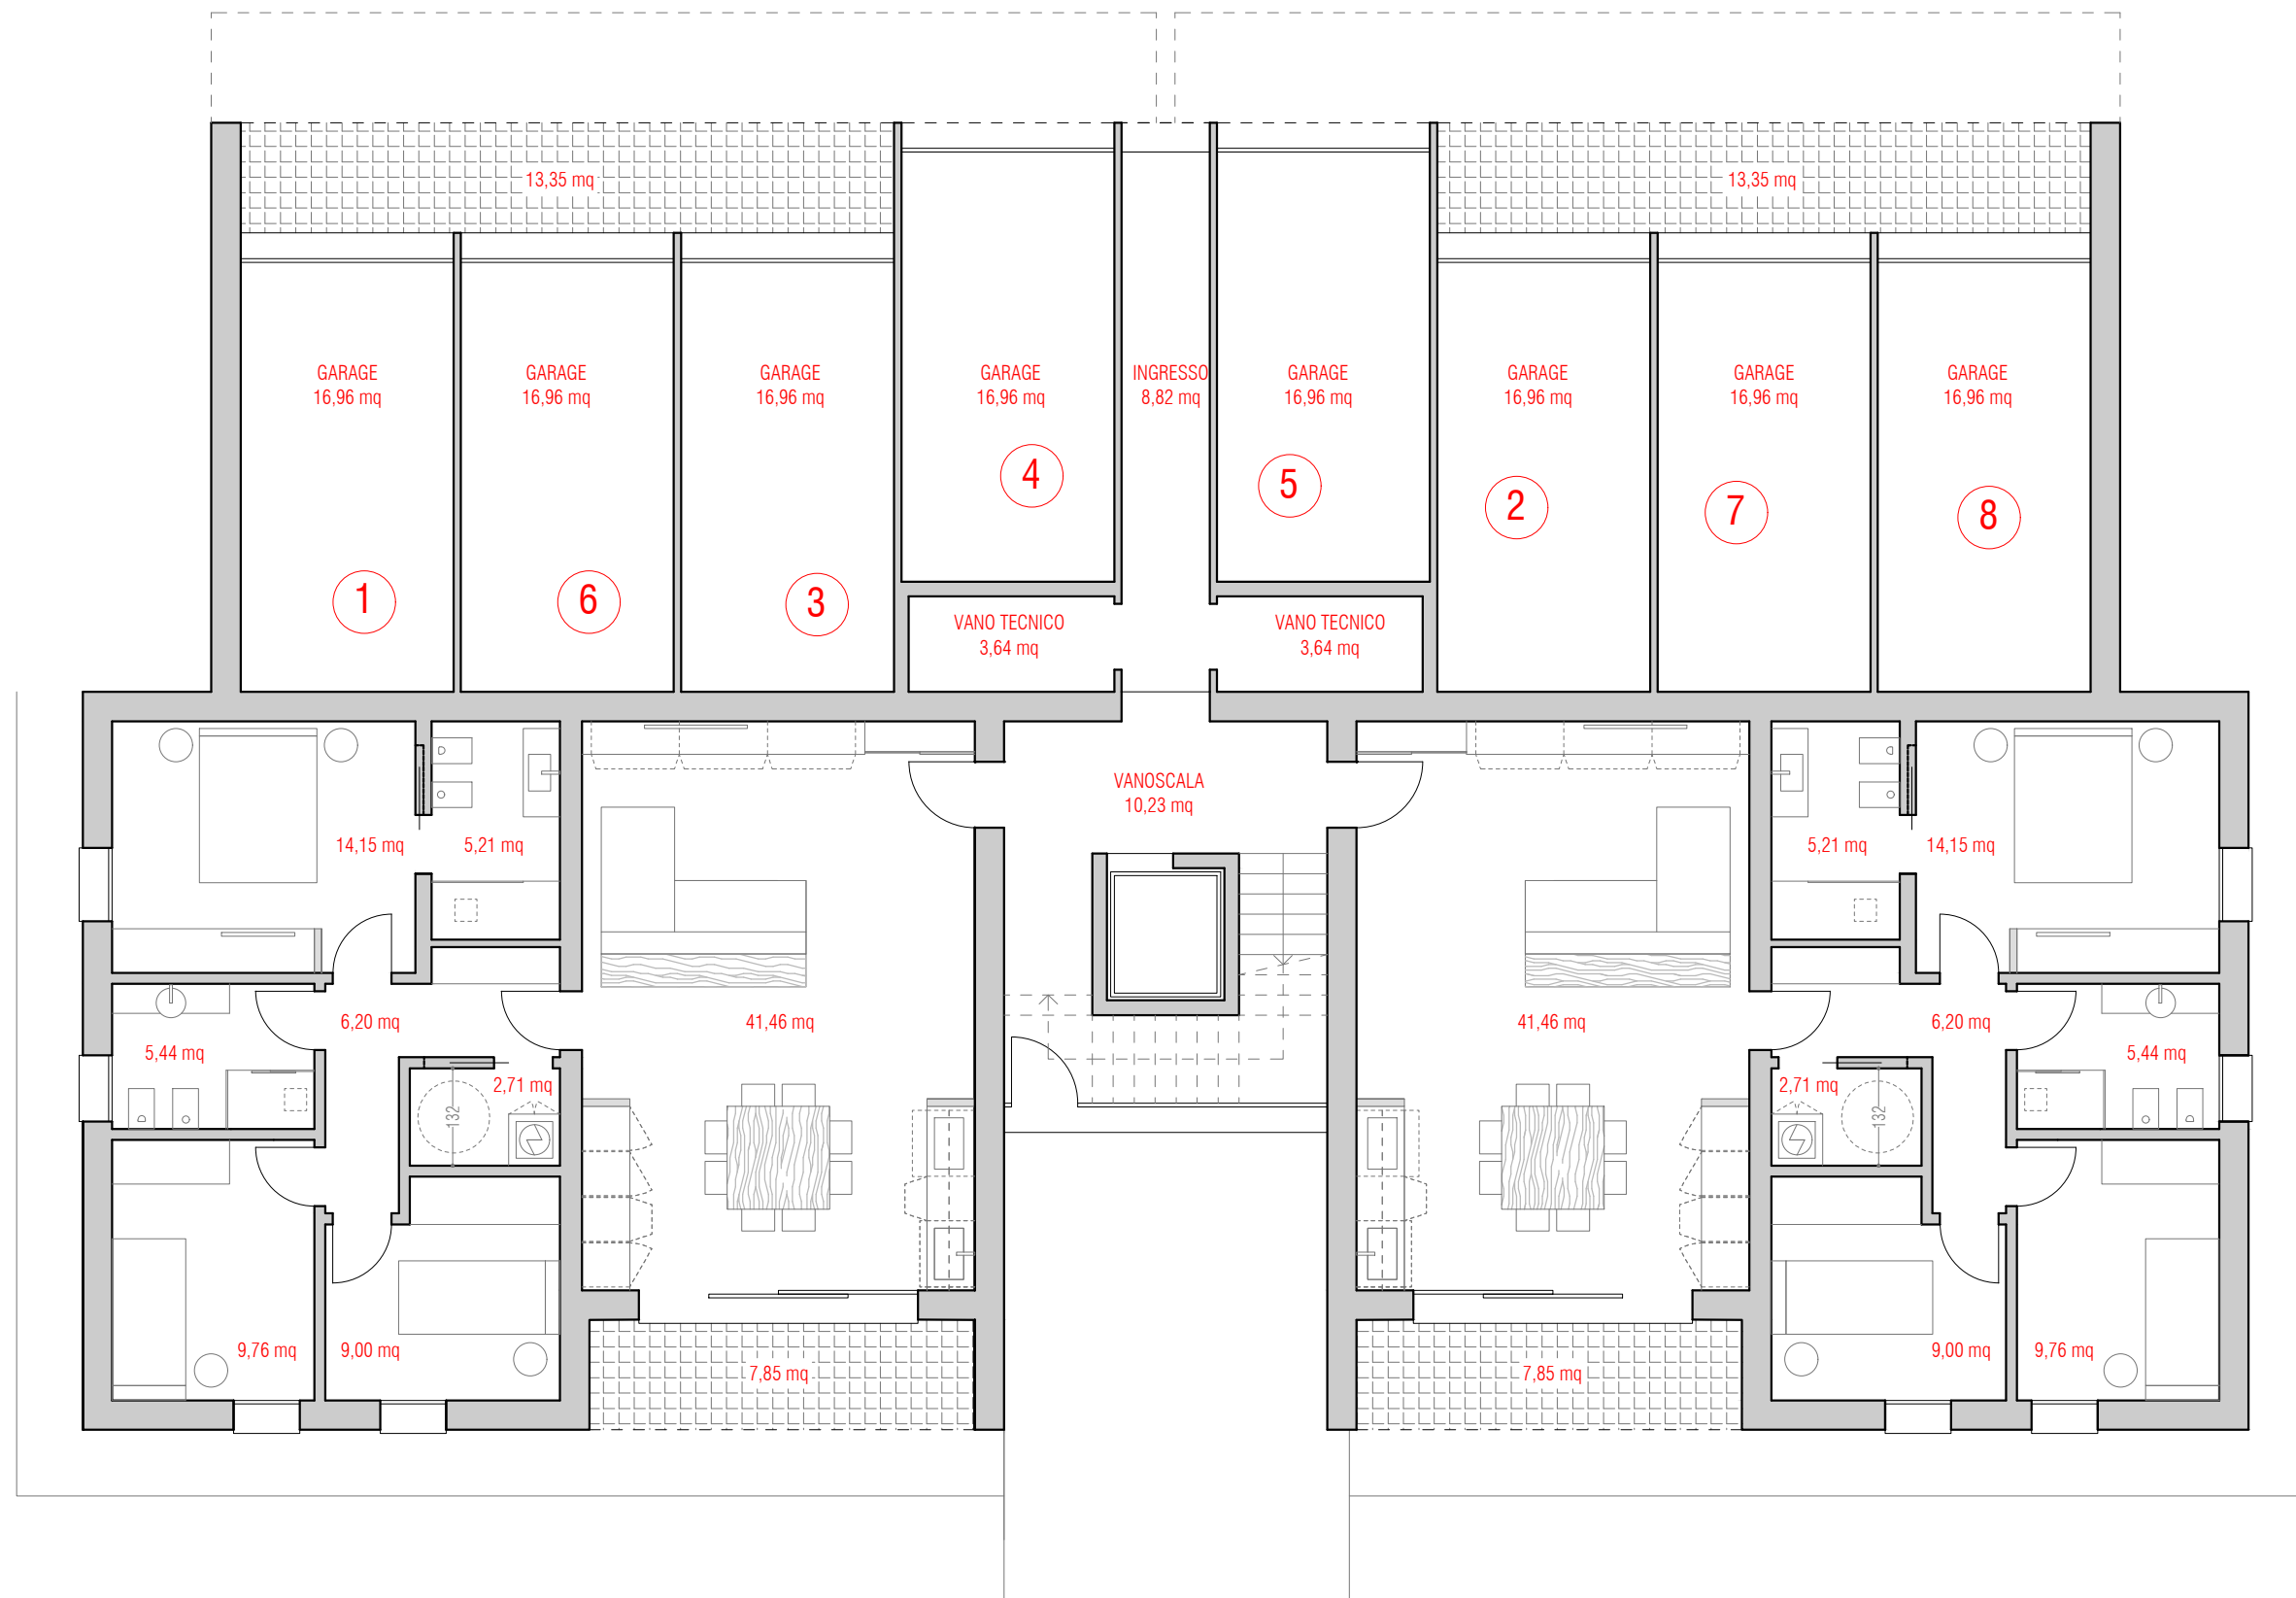 13,35 mq
13,35 mq
GARAGE
16,96 mq
GARAGE
16,96 mq
GARAGE
16,96 mq
GARAGE
16,96 mq
INGRESSO
8,82 mq
GARAGE
16,96 mq
GARAGE
16,96 mq
GARAGE
16,96 mq
GARAGE
16,96 mq
4
5
2
7
8
1
6
3
VANO TECNICO
3,64 mq
VANO TECNICO
3,64 mq
VANOSCALA
10,23 mq
14,15 mq
5,21 mq
5,21 mq
14,15 mq
6,20 mq
41,46 mq
41,46 mq
6,20 mq
5,44 mq
5,44 mq
2,71 mq
2,71 mq
132
132
9,76 mq
9,00 mq
9,00 mq
9,76 mq
7,85 mq
7,85 mq